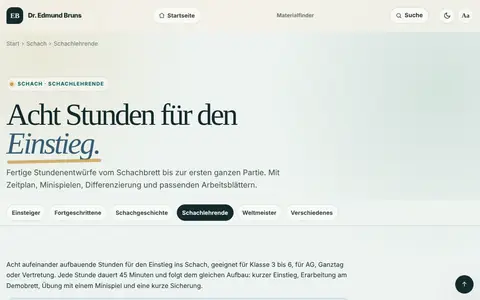 EB Dr. Edmund Bruns
Startseite
Materialfinder
Suche
Aa
Start › Schach › Schachlehrende
SCHACH · SCHACHLEHRENDE
Acht Stunden für den
Einstieg.
Fertige Stundenentwürfe vom Schachbrett bis zur ersten ganzen Partie. Mit
Zeitplan, Minispielen, Differenzierung und passenden Arbeitsblättern.
Einsteiger
Fortgeschrittene
Schachgeschichte
Schachlehrende
Weltmeister
Verschiedenes
Acht aufeinander aufbauende Stunden für den Einstieg ins Schach, geeignet für Klasse 3 bis 6, für AG, Ganztag
oder Vertretung. Jede Stunde dauert 45 Minuten und folgt dem gleichen Aufbau: kurzer Einstieg, Erarbeitung am
Demobrett, Übung mit einem Minispiel und eine kurze Sicherung.